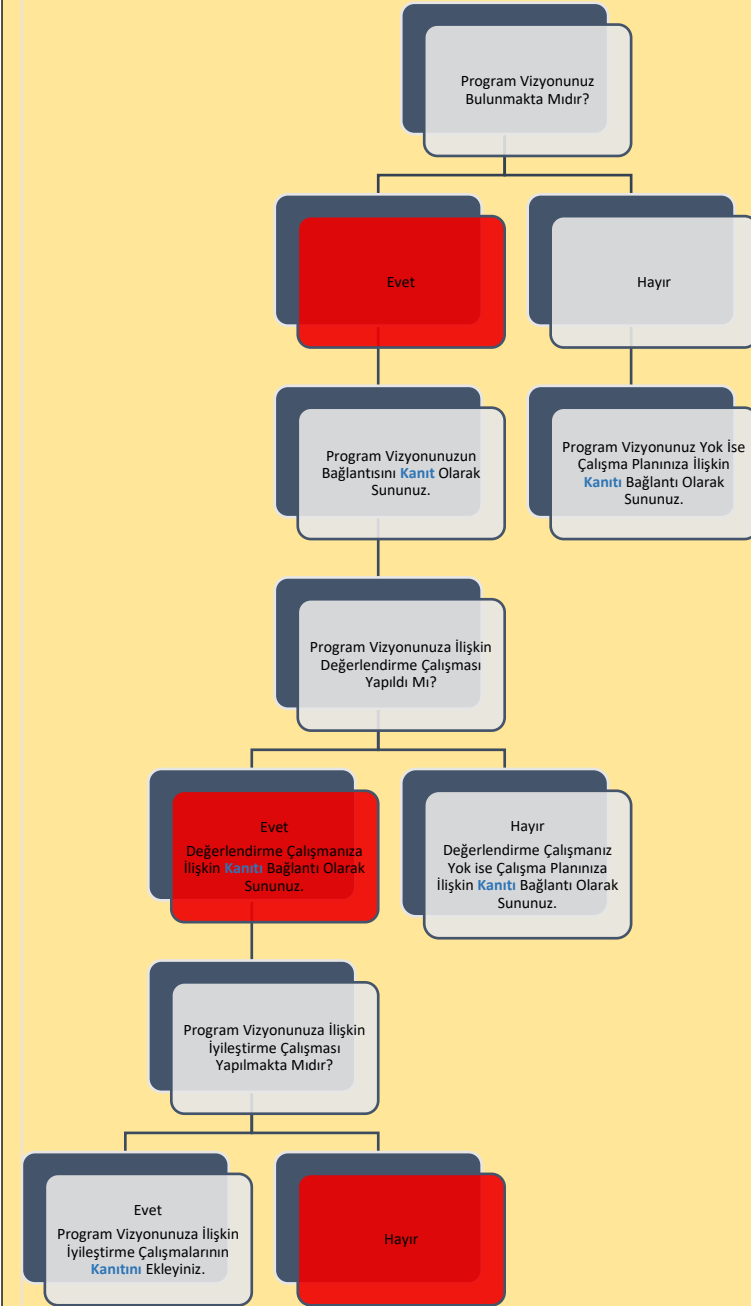 Program Vizyonunuz
Bulunmakta Mıdır?
Evet
Hayır
Program Vizyonunuzun
Bağlantısını Kanıt Olarak
Sununuz.
Program Vizyonunuz Yok İse
Çalışma Planınıza İlişkin
Kanıtı Bağlantı Olarak
Sununuz.
Program Vizyonunuza İlişkin
Değerlendirme Çalışması
Yapıldı Mı?
Evet
Değerlendirme Çalışmanıza
İlişkin Kanıtı Bağlantı Olarak
Sununuz.
Hayır
Değerlendirme Çalışmanız
Yok ise Çalışma Planınıza
İlişkin Kanıtı Bağlantı Olarak
Sununuz.
Program Vizyonunuza İlişkin
İyileştirme Çalışması
Yapılmakta Mıdır?
Evet
Program Vizyonunuza İlişkin
İyileştirme Çalışmalarının
Kanıtını Ekleyiniz.
Hayır